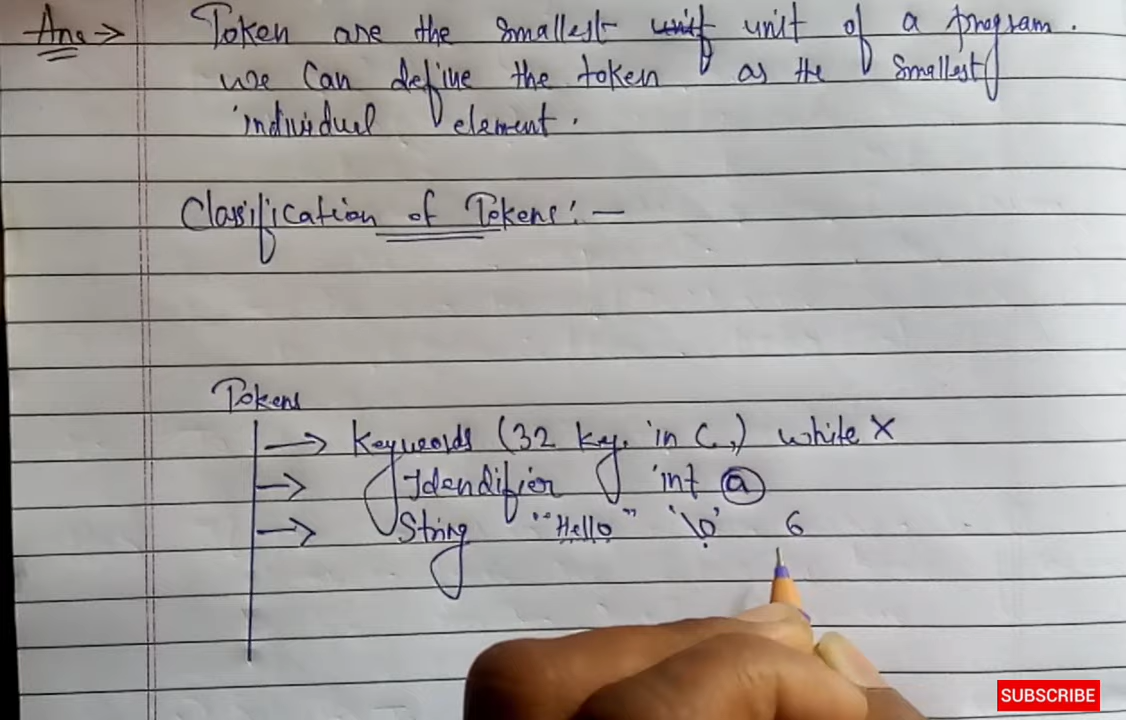 Ans → Token are the smallest unit unit of a program.
we can define the token as the smallest
individual element.
Classification of Tokens: —
Tokens
→ Keywords (32 key. in C,) while X
→ Idendifier int a
→ String "Hello" '\0' 6
SUBSCRIBE